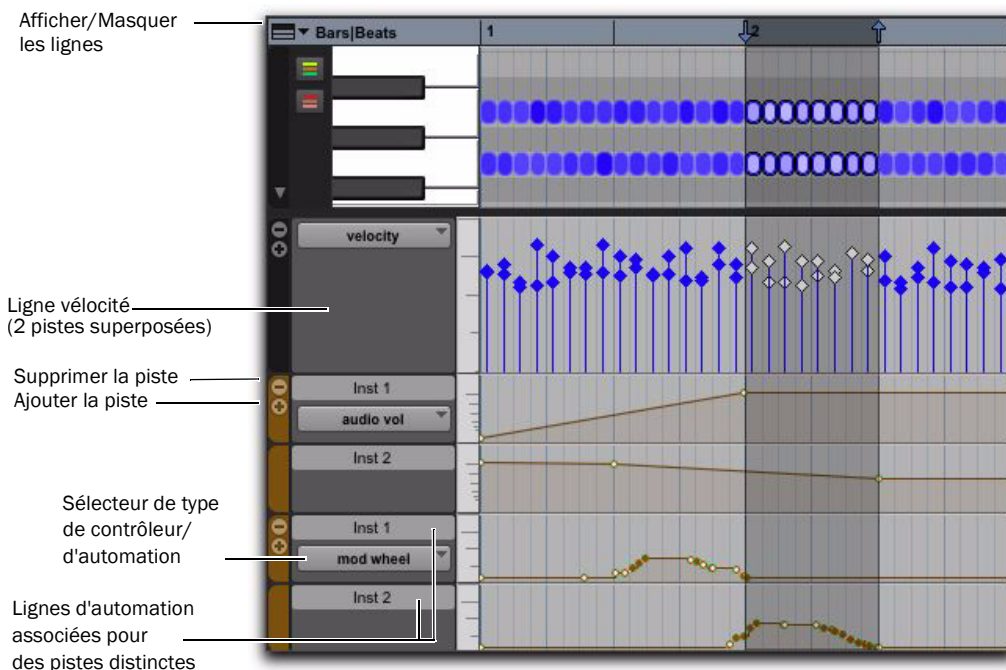 Afficher/Masquer
les lignes
Bars|Beats
1
2
velocity
Ligne vélocité
(2 pistes superposées)
Supprimer la piste
Ajouter la piste
Inst 1
audio vol
Inst 2
Sélecteur de type
de contrôleur/
d'automation
Inst 1
mod wheel
Inst 2
Lignes d'automation
associées pour
des pistes distinctes